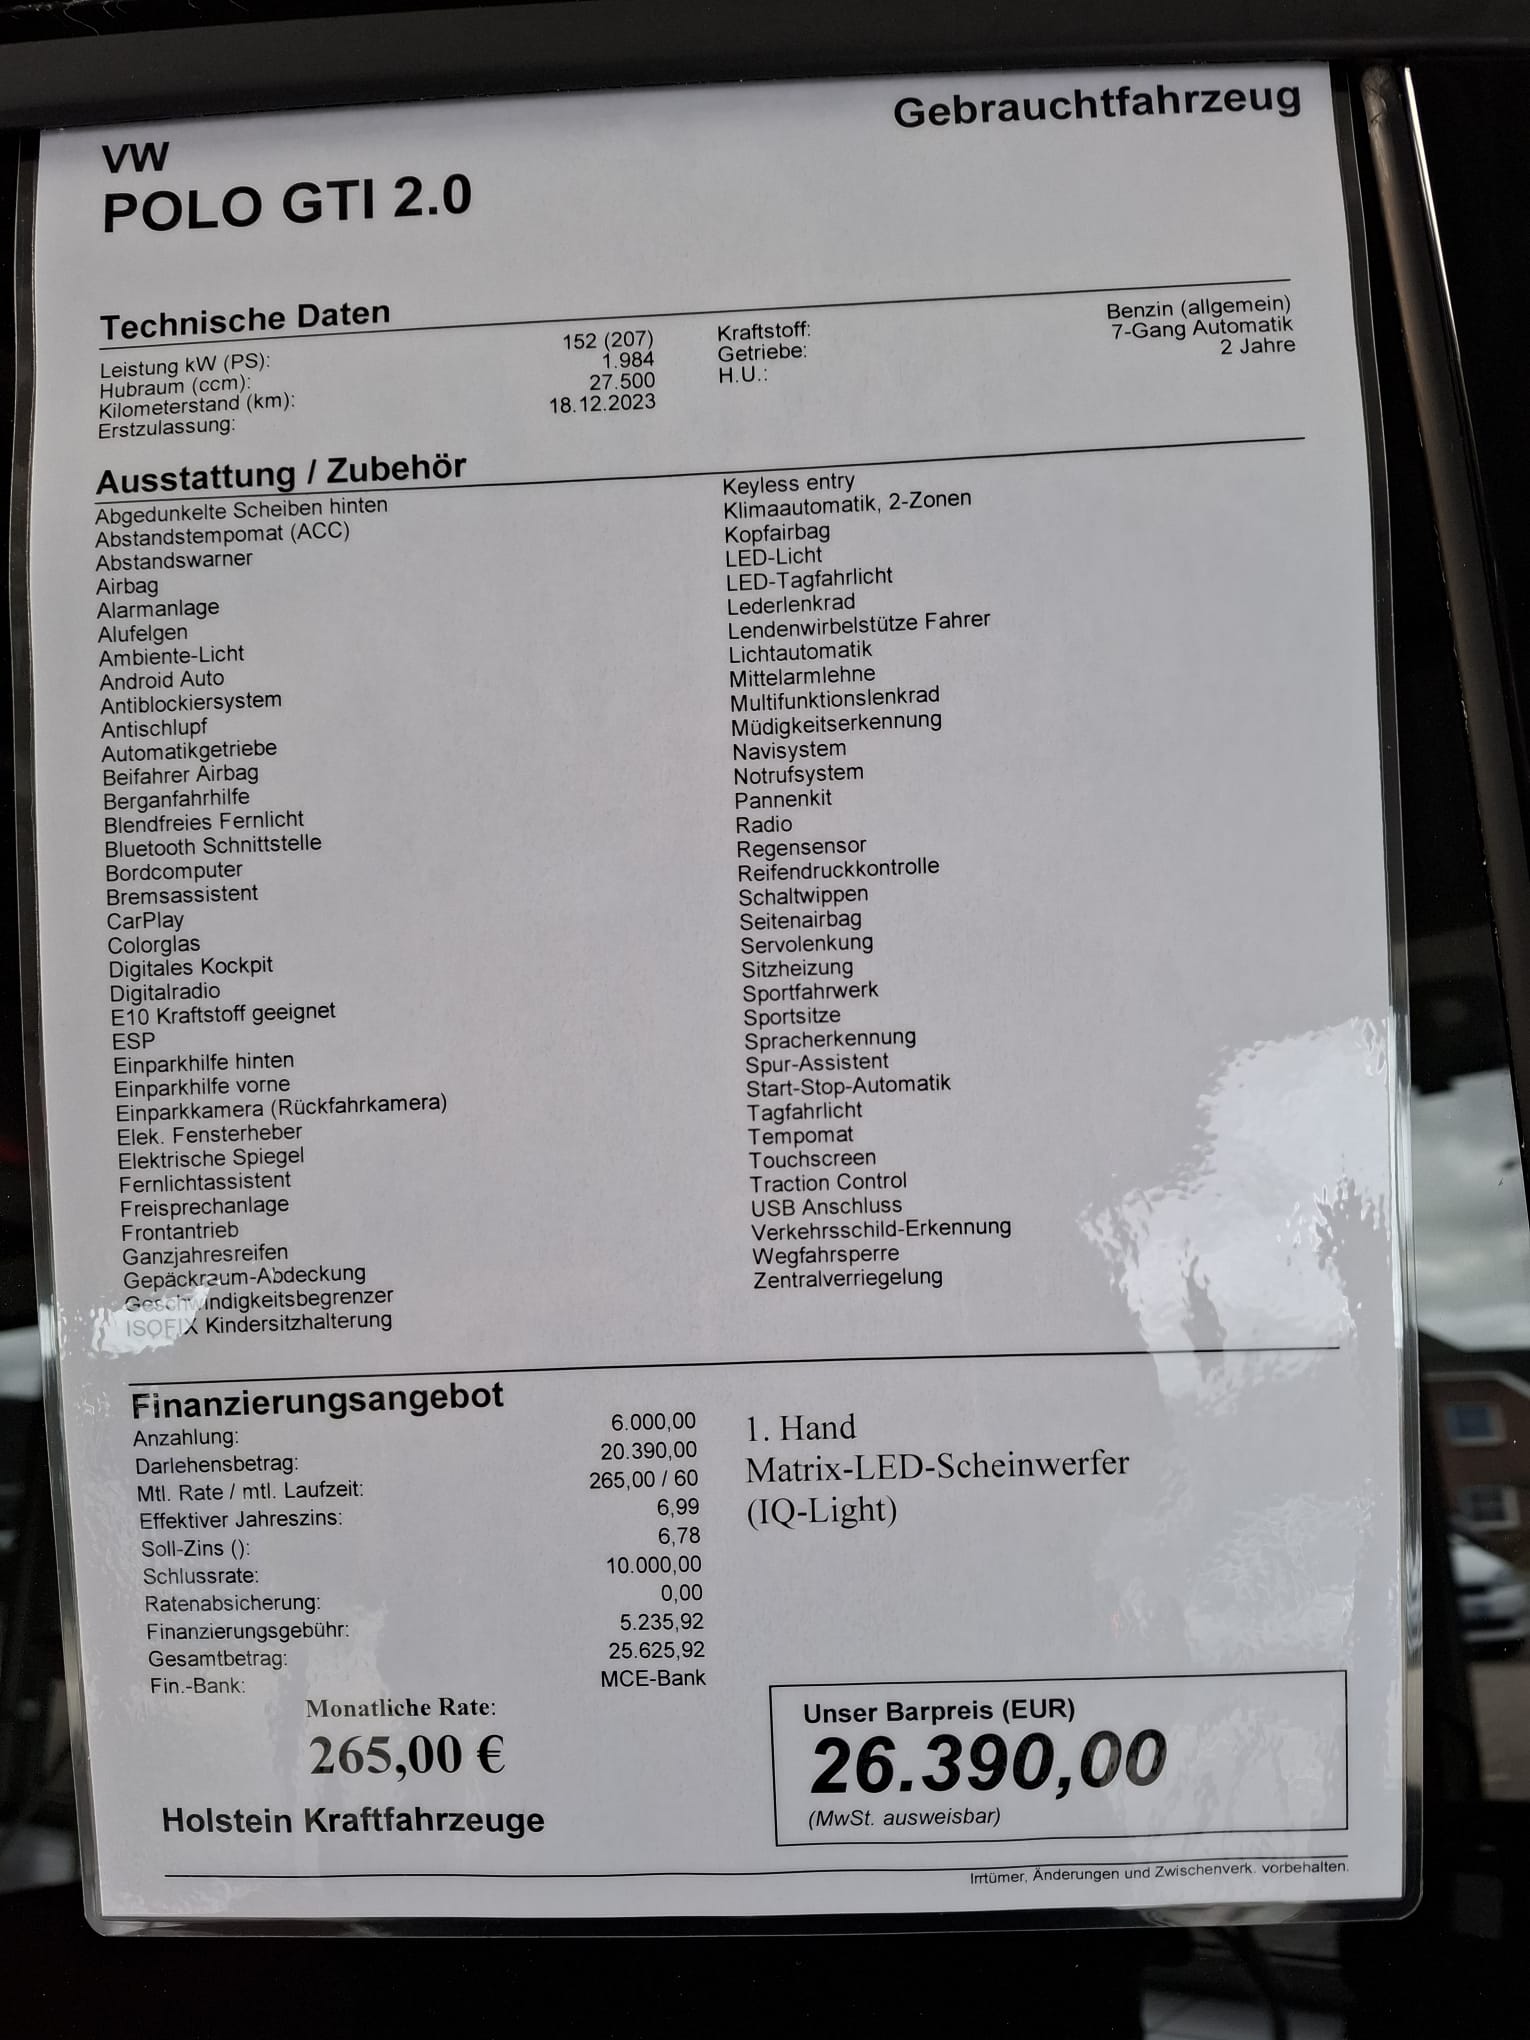 Gebrauchtfahrzeug
VW
POLO GTI 2.0
Technische Daten
Leistung kW (PS): 152 (207)
Hubraum (ccm): 1.984
Kilometerstand (km): 27.500
Erstzulassung: 18.12.2023
Kraftstoff: Benzin (allgemein)
Getriebe: 7-Gang Automatik
H.U.: 2 Jahre
Ausstattung / Zubehör
Abgedunkelte Scheiben hinten
Abstandstempomat (ACC)
Abstandswarner
Airbag
Alarmanlage
Alufelgen
Ambiente-Licht
Android Auto
Antiblockiersystem
Antischlupf
Automatikgetriebe
Beifahrer Airbag
Berganfahrhilfe
Blendfreies Fernlicht
Bluetooth Schnittstelle
Bordcomputer
Bremsassistent
CarPlay
Colorglas
Digitales Kockpit
Digitalradio
E10 Kraftstoff geeignet
ESP
Einparkhilfe hinten
Einparkhilfe vorne
Einparkkamera (Rückfahrkamera)
Elek. Fensterheber
Elektrische Spiegel
Fernlichtassistent
Freisprechanlage
Frontantrieb
Ganzjahresreifen
Gepäckraum-Abdeckung
Geschwindigkeitsbegrenzer
ISOFIX Kindersitzhalterung
Keyless entry
Klimaautomatik, 2-Zonen
Kopfairbag
LED-Licht
LED-Tagfahrlicht
Lederlenkrad
Lendenwirbelstütze Fahrer
Lichtautomatik
Mittelarmlehne
Multifunktionslenkrad
Müdigkeitserkennung
Navisystem
Notrufsystem
Pannenkit
Radio
Regensensor
Reifendruckkontrolle
Schaltwippen
Seitenairbag
Servolenkung
Sitzheizung
Sportfahrwerk
Sportsitze
Spracherkennung
Spur-Assistent
Start-Stop-Automatik
Tagfahrlicht
Tempomat
Touchscreen
Traction Control
USB Anschluss
Verkehrsschild-Erkennung
Wegfahrsperre
Zentralverriegelung
Finanzierungsangebot
Anzahlung: 6.000,00
Darlehensbetrag: 20.390,00
Mtl. Rate / mtl. Laufzeit: 265,00 / 60
Effektiver Jahreszins: 6,99
Soll-Zins (): 6,78
Schlussrate: 10.000,00
Ratenabsicherung: 0,00
Finanzierungsgebühr: 5.235,92
Gesamtbetrag: 25.625,92
Fin.-Bank: MCE-Bank
1. Hand
Matrix-LED-Scheinwerfer
(IQ-Light)
Monatliche Rate:
265,00 €
Holstein Kraftfahrzeuge
Unser Barpreis (EUR)
26.390,00
(MwSt. ausweisbar)
Irrtümer, Änderungen und Zwischenverk. vorbehalten.